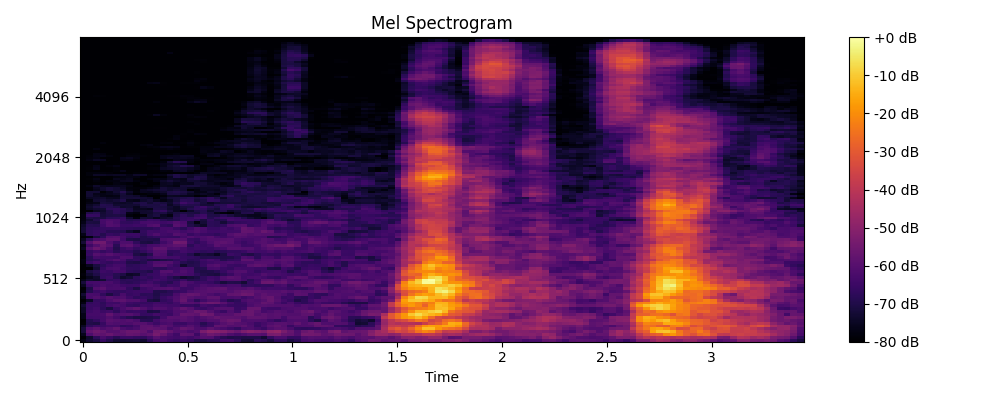 Mel Spectrogram
Hz
4096
2048
1024
512
0
0
0.5
1
1.5
2
2.5
3
Time
+0 dB
-10 dB
-20 dB
-30 dB
-40 dB
-50 dB
-60 dB
-70 dB
-80 dB